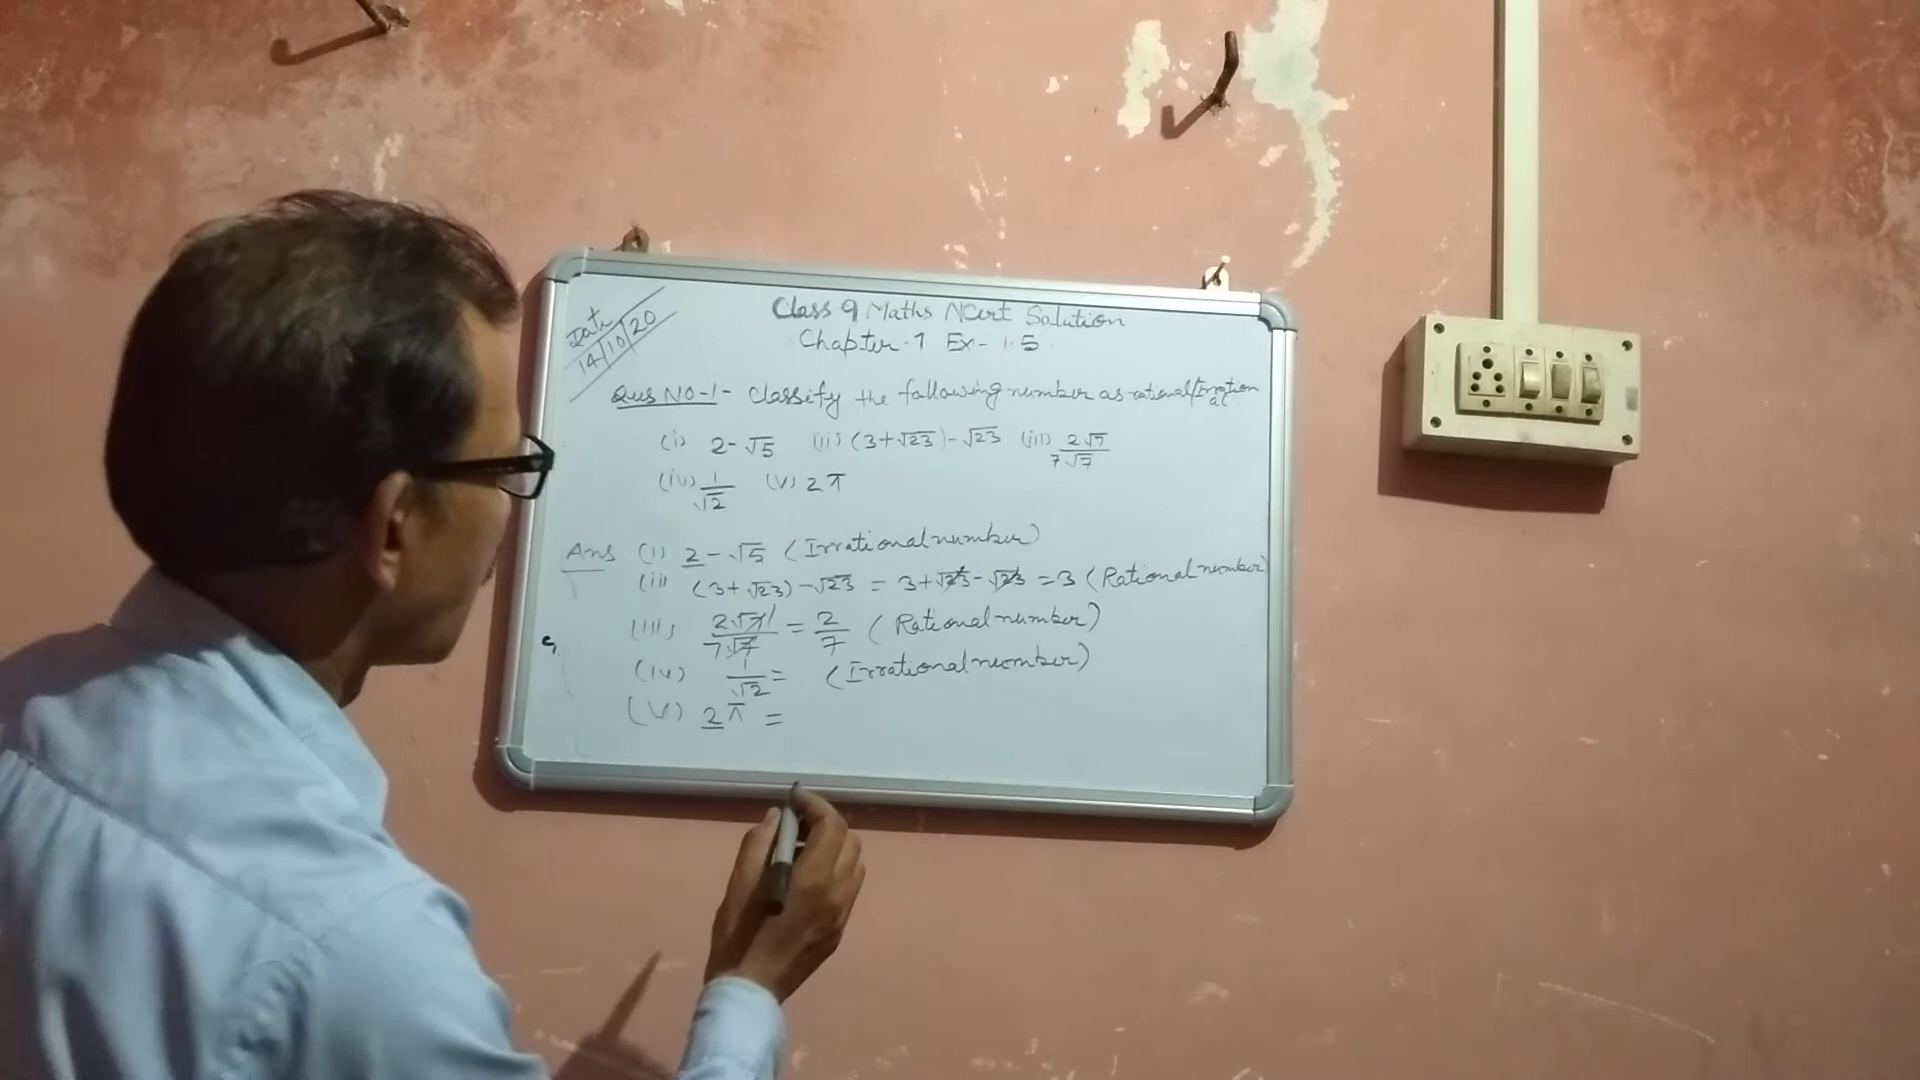 Date
14/10/20
Class 9 Maths NCert Solution
Chapter-1 Ex-1.5
Qus NO-1- Classify the following number as rational/Irrational
(i) 2-√5 (ii) (3+√23)-√23 (iii) 2√7/7√7
(iv) 1/√2 (v) 2π
Ans (i) 2-√5 (Irrational number)
(ii) (3+√23)-√23 = 3+√23-√23 = 3 (Rational number)
(iii) 2√7/7√7 = 2/7 (Rational number)
(iv) 1/√2 = (Irrational number)
(v) 2π =